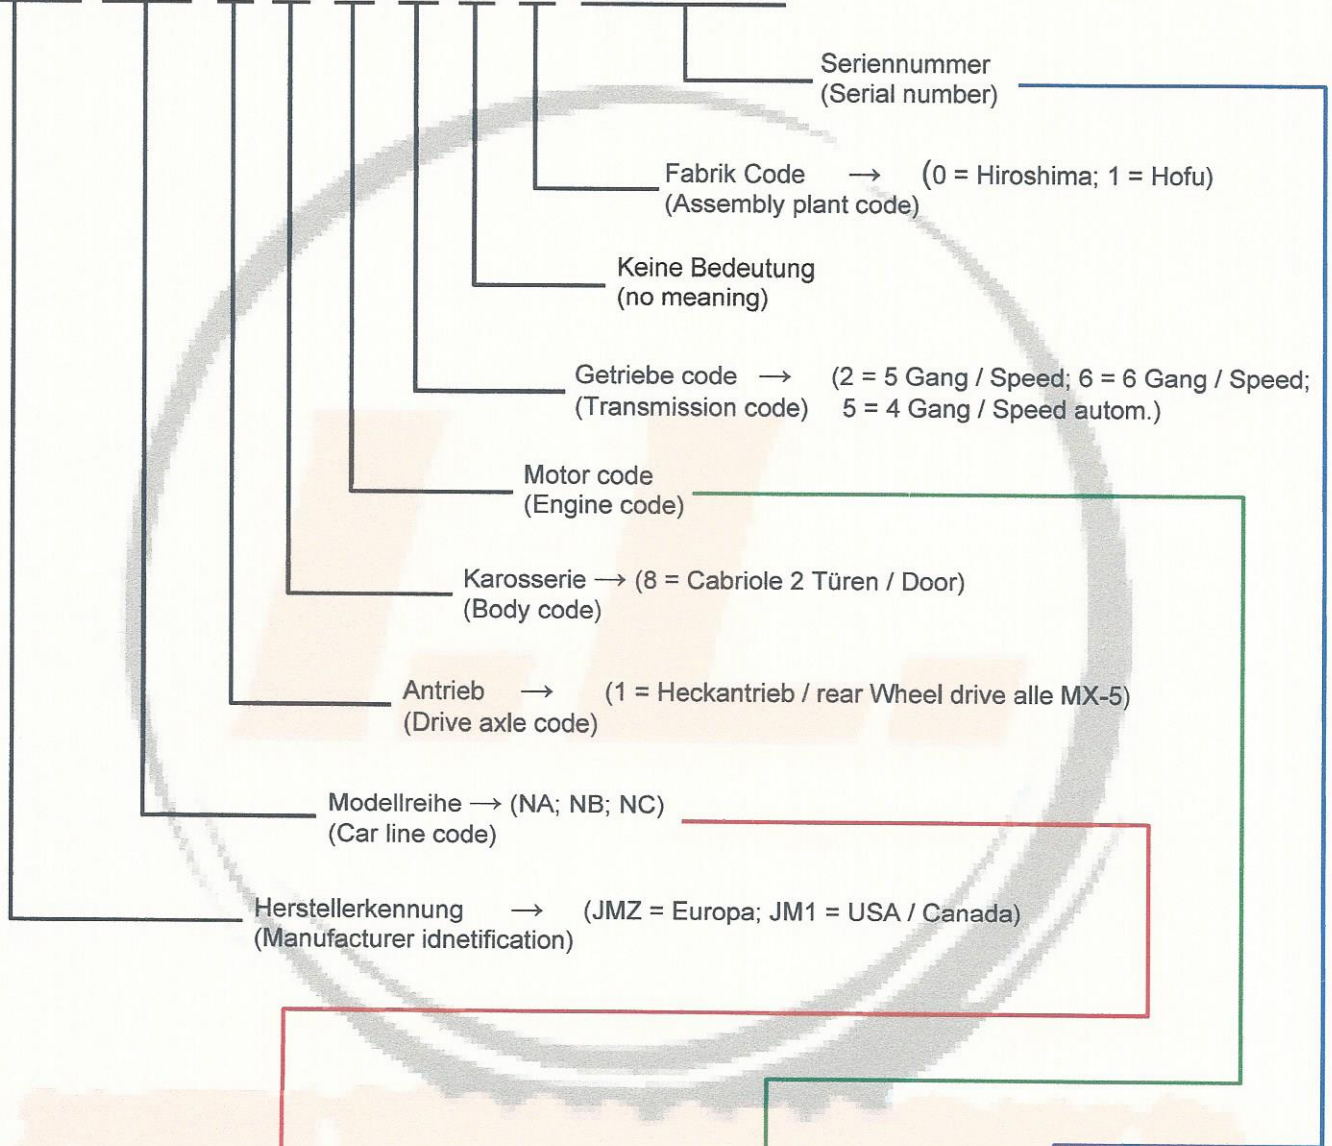 Seriennummer
(Serial number)
Fabrik Code → (0 = Hiroshima; 1 = Hofu)
(Assembly plant code)
Keine Bedeutung
(no meaning)
Getriebe code → (2 = 5 Gang / Speed; 6 = 6 Gang / Speed;
(Transmission code) 5 = 4 Gang / Speed autom.)
Motor code
(Engine code)
Karosserie → (8 = Cabriole 2 Türen / Door)
(Body code)
Antrieb → (1 = Heckantrieb / rear Wheel drive alle MX-5)
(Drive axle code)
Modellreihe → (NA; NB; NC)
(Car line code)
Herstellerkennung → (JMZ = Europa; JM1 = USA / Canada)
(Manufacturer idnetification)
I.L.